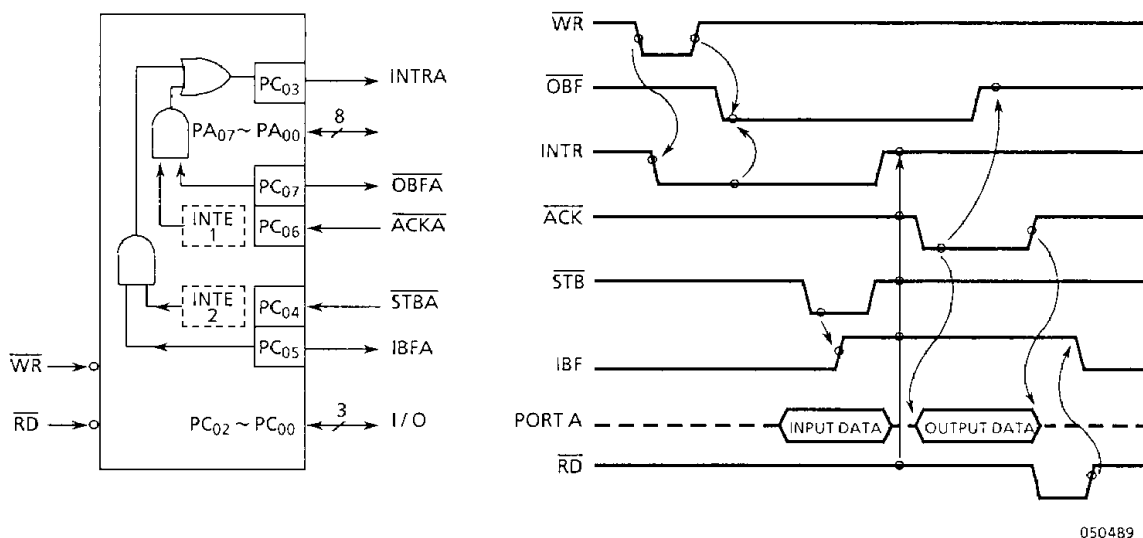 INTRA
PC03
PA07~PA00
8
PC07
OBFA
INTE
1
PC06
ACKA
INTE
2
PC04
STBA
PC05
IBFA
WR
RD
PC02~PC00
3
I/O
WR
OBF
INTR
ACK
STB
IBF
PORT A
INPUT DATA
OUTPUT DATA
RD
050489